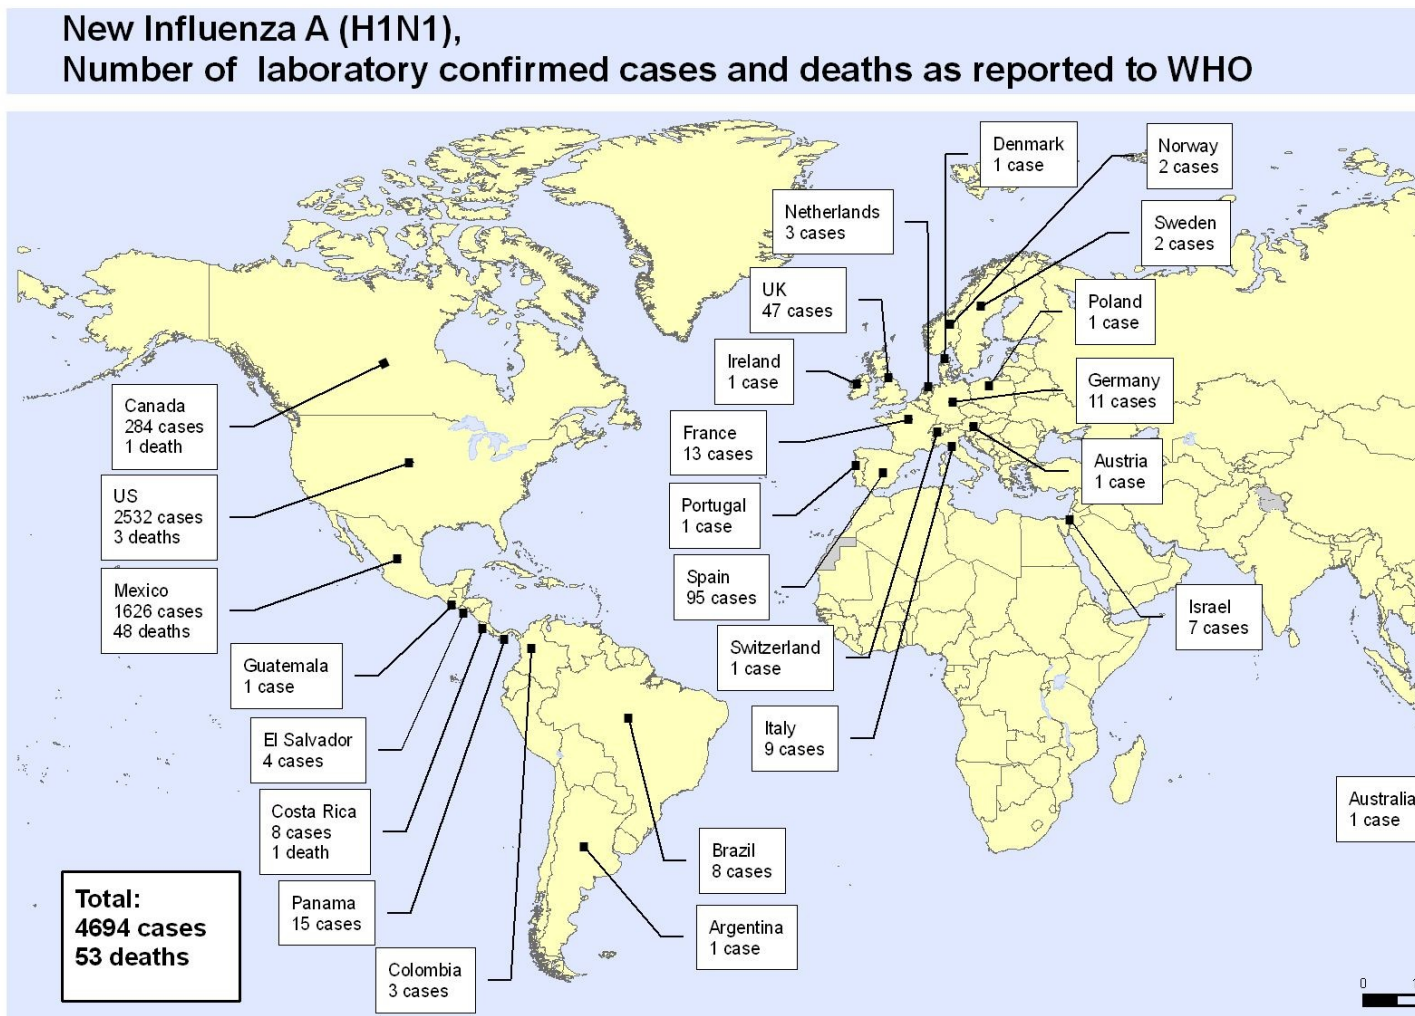 New Influenza A (H1N1),
Number of laboratory confirmed cases and deaths as reported to WHO
Denmark
1 case
Norway
2 cases
Netherlands
3 cases
Sweden
2 cases
UK
47 cases
Poland
1 case
Ireland
1 case
Germany
11 cases
Canada
284 cases
1 death
France
13 cases
Austria
1 case
US
2532 cases
3 deaths
Portugal
1 case
Mexico
1626 cases
48 deaths
Spain
95 cases
Israel
7 cases
Switzerland
1 case
Guatemala
1 case
Italy
9 cases
El Salvador
4 cases
Australia
1 case
Costa Rica
8 cases
1 death
Brazil
8 cases
Total:
4694 cases
53 deaths
Panama
15 cases
Argentina
1 case
Colombia
3 cases
0